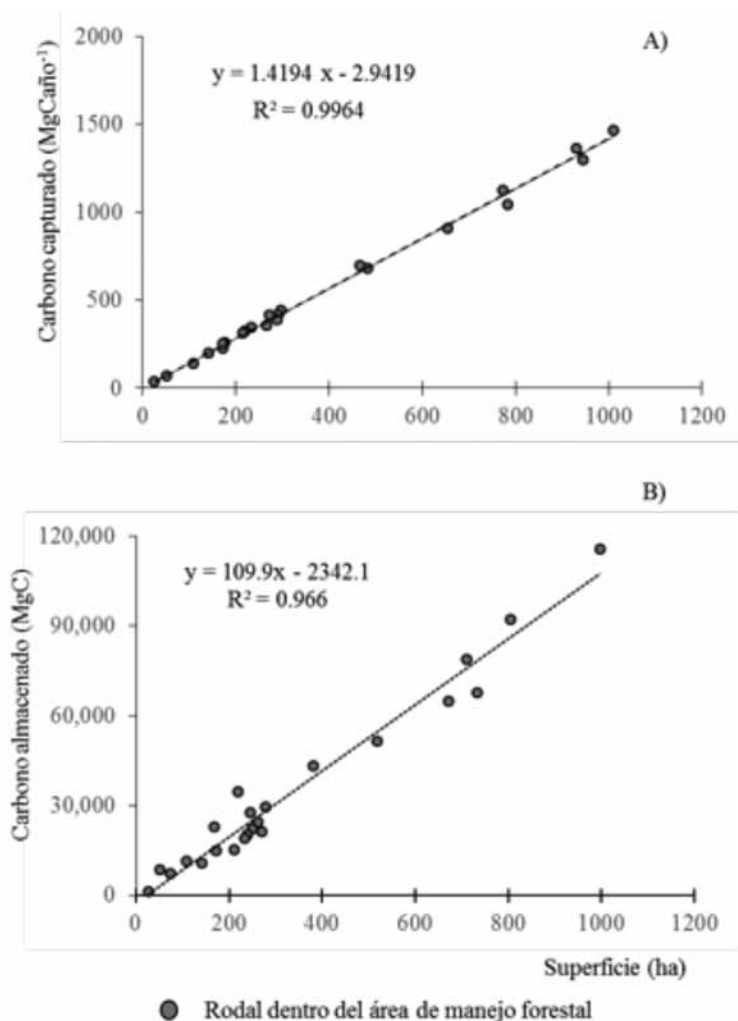 A)
2000
1500
1000
500
0
y = 1.4194 x - 2.9419
R² = 0.9964
Carbono capturado (MgCaño⁻¹)
0 200 400 600 800 1000 1200
B)
120,000
90,000
60,000
30,000
0
y = 109.9x - 2342.1
R² = 0.966
Carbono almacenado (MgC)
0 200 400 600 800 1000 1200
Superficie (ha)
Rodal dentro del área de manejo forestal